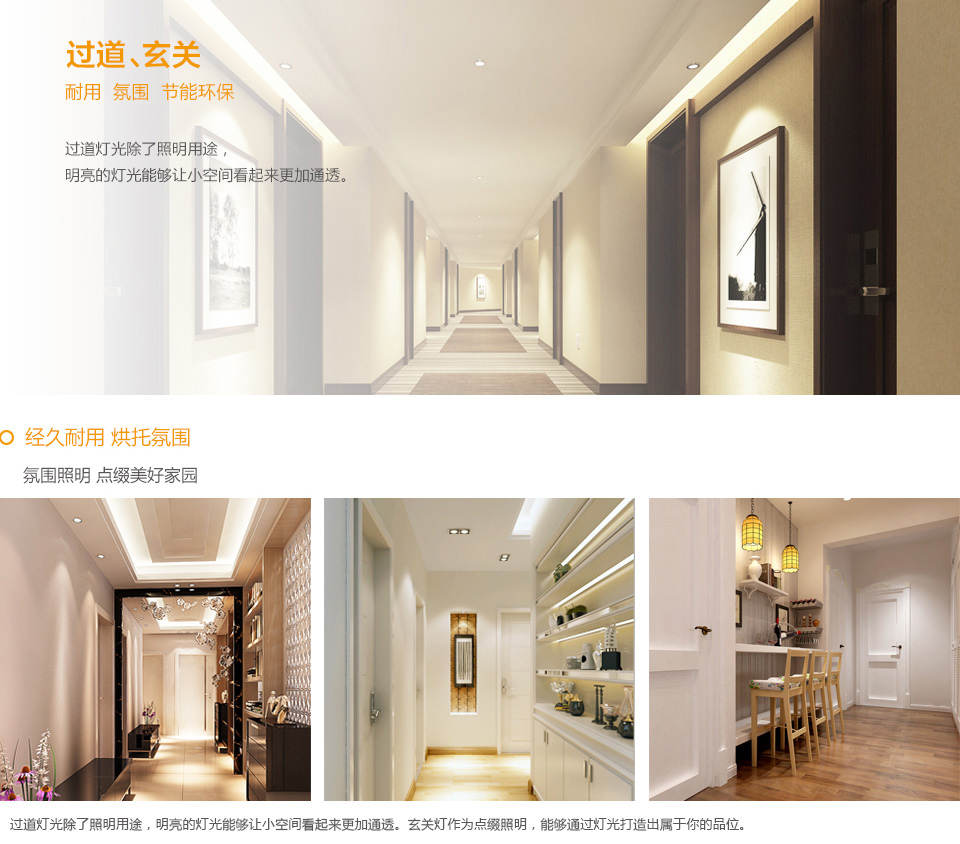 过道、玄关
耐用 氛围 节能环保
过道灯光除了照明用途，
明亮的灯光能够让小空间看起来更加通透。
经久耐用 烘托氛围
氛围照明 点缀美好家园
过道灯光除了照明用途，明亮的灯光能够让小空间看起来更加通透。玄关灯作为点缀照明，能够通过灯光打造出属于你的品位。